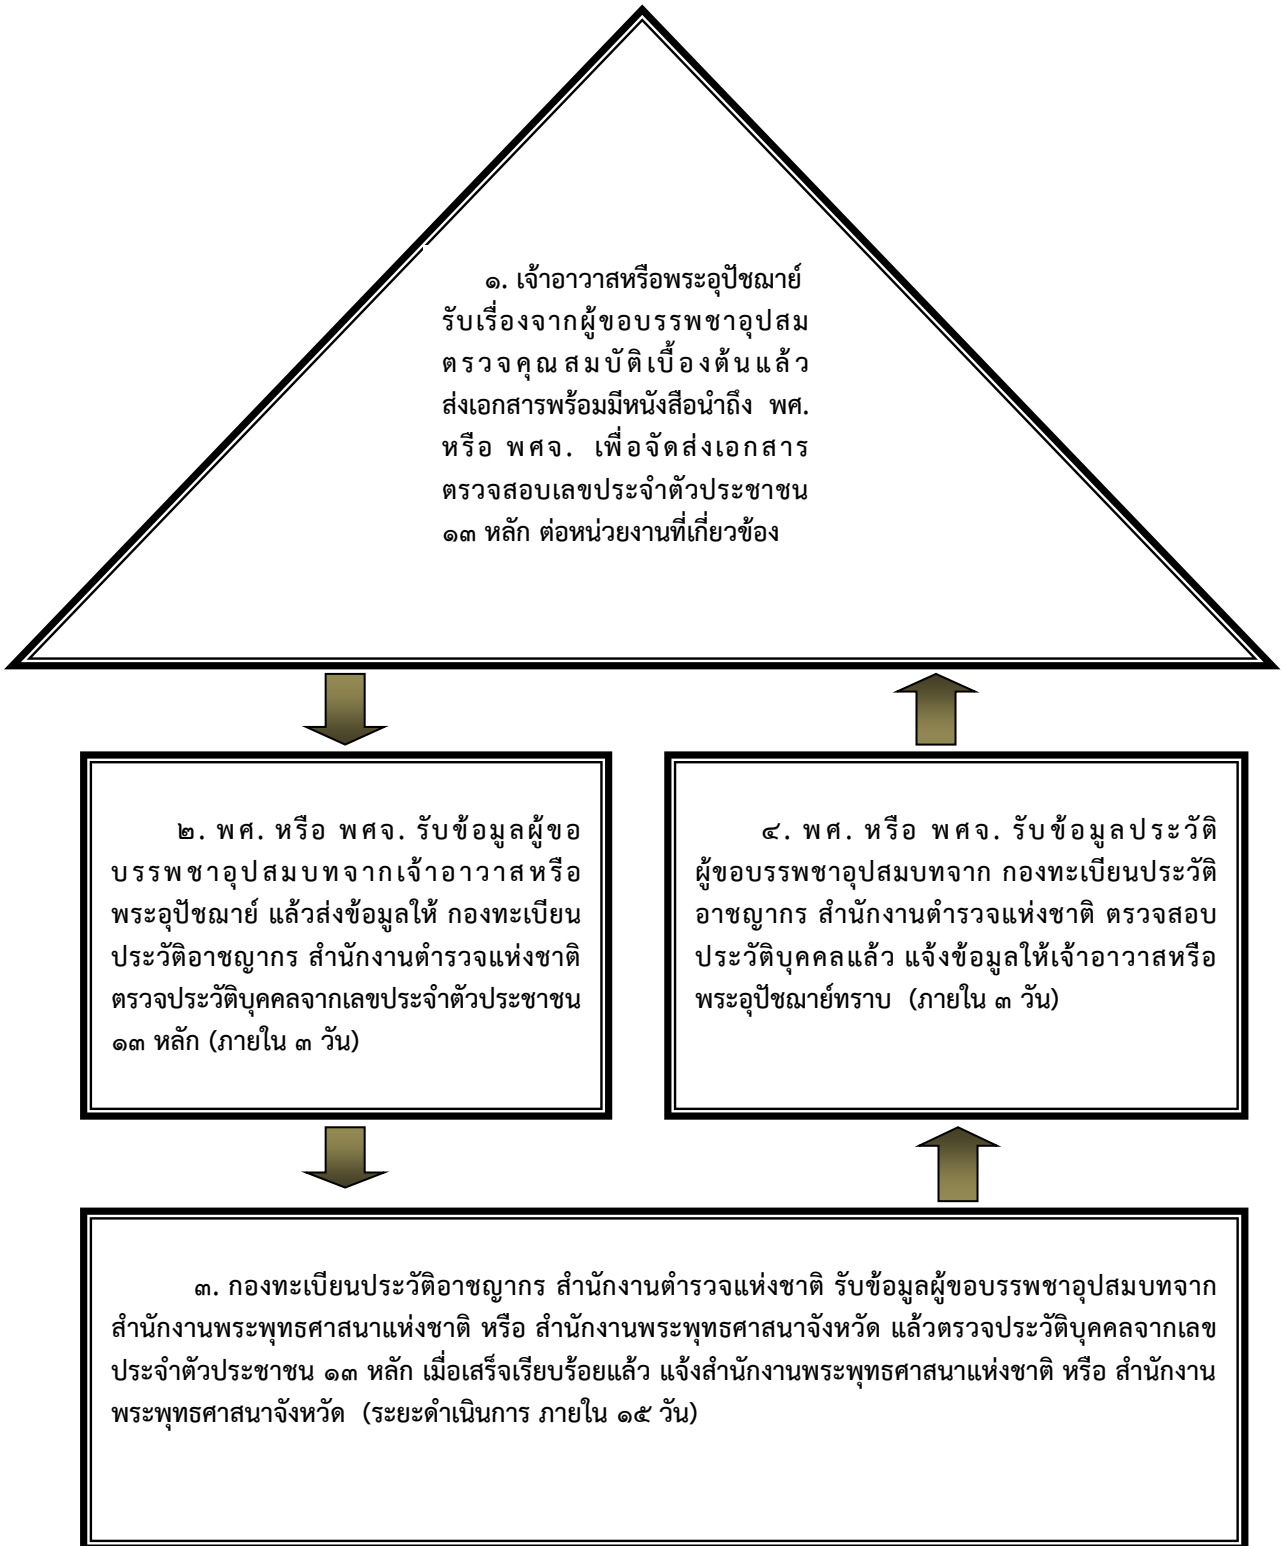 ๑. เจ้าอาวาสหรือพระอุปัชฌาย์
รับเรื่องจากผู้ขอบรรพชาอุปสม
ตรวจคุณสมบัติเบื้องต้นแล้ว
ส่งเอกสารพร้อมมีหนังสือนำถึง พศ.
หรือ พศจ. เพื่อจัดส่งเอกสาร
ตรวจสอบเลขประจำตัวประชาชน
๑๓ หลัก ต่อหน่วยงานที่เกี่ยวข้อง
๒. พศ. หรือ พศจ. รับข้อมูลผู้ขอ
บรรพชาอุปสมบทจากเจ้าอาวาสหรือ
พระอุปัชฌาย์ แล้วส่งข้อมูลให้ กองทะเบียน
ประวัติอาชญากร สำนักงานตำรวจแห่งชาติ
ตรวจประวัติบุคคลจากเลขประจำตัวประชาชน
๑๓ หลัก (ภายใน ๓ วัน)
๔. พศ. หรือ พศจ. รับข้อมูลประวัติ
ผู้ขอบรรพชาอุปสมบทจาก กองทะเบียนประวัติ
อาชญากร สำนักงานตำรวจแห่งชาติ ตรวจสอบ
ประวัติบุคคลแล้ว แจ้งข้อมูลให้เจ้าอาวาสหรือ
พระอุปัชฌาย์ทราบ (ภายใน ๓ วัน)
๓. กองทะเบียนประวัติอาชญากร สำนักงานตำรวจแห่งชาติ รับข้อมูลผู้ขอบรรพชาอุปสมบทจาก
สำนักงานพระพุทธศาสนาแห่งชาติ หรือ สำนักงานพระพุทธศาสนาจังหวัด แล้วตรวจประวัติบุคคลจากเลข
ประจำตัวประชาชน ๑๓ หลัก เมื่อเสร็จเรียบร้อยแล้ว แจ้งสำนักงานพระพุทธศาสนาแห่งชาติ หรือ สำนักงาน
พระพุทธศาสนาจังหวัด (ระยะดำเนินการ ภายใน ๑๕ วัน)